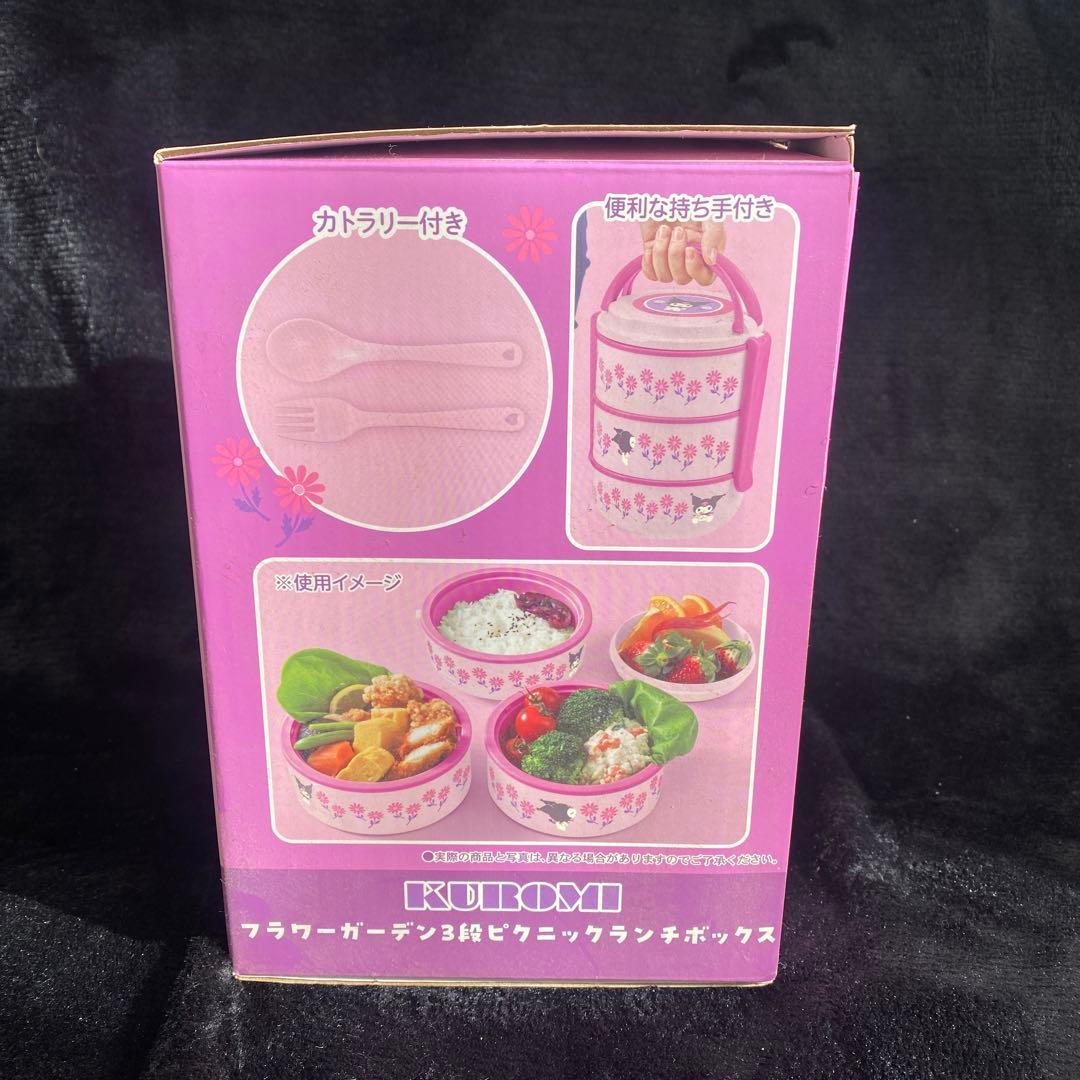 カトラリー付き
便利な持ち手付き
※使用イメージ
●実際の商品と写真は、異なる場合がありますのでご了承ください。
KUROMI
フラワーガーデン3段ピクニックランチボックス